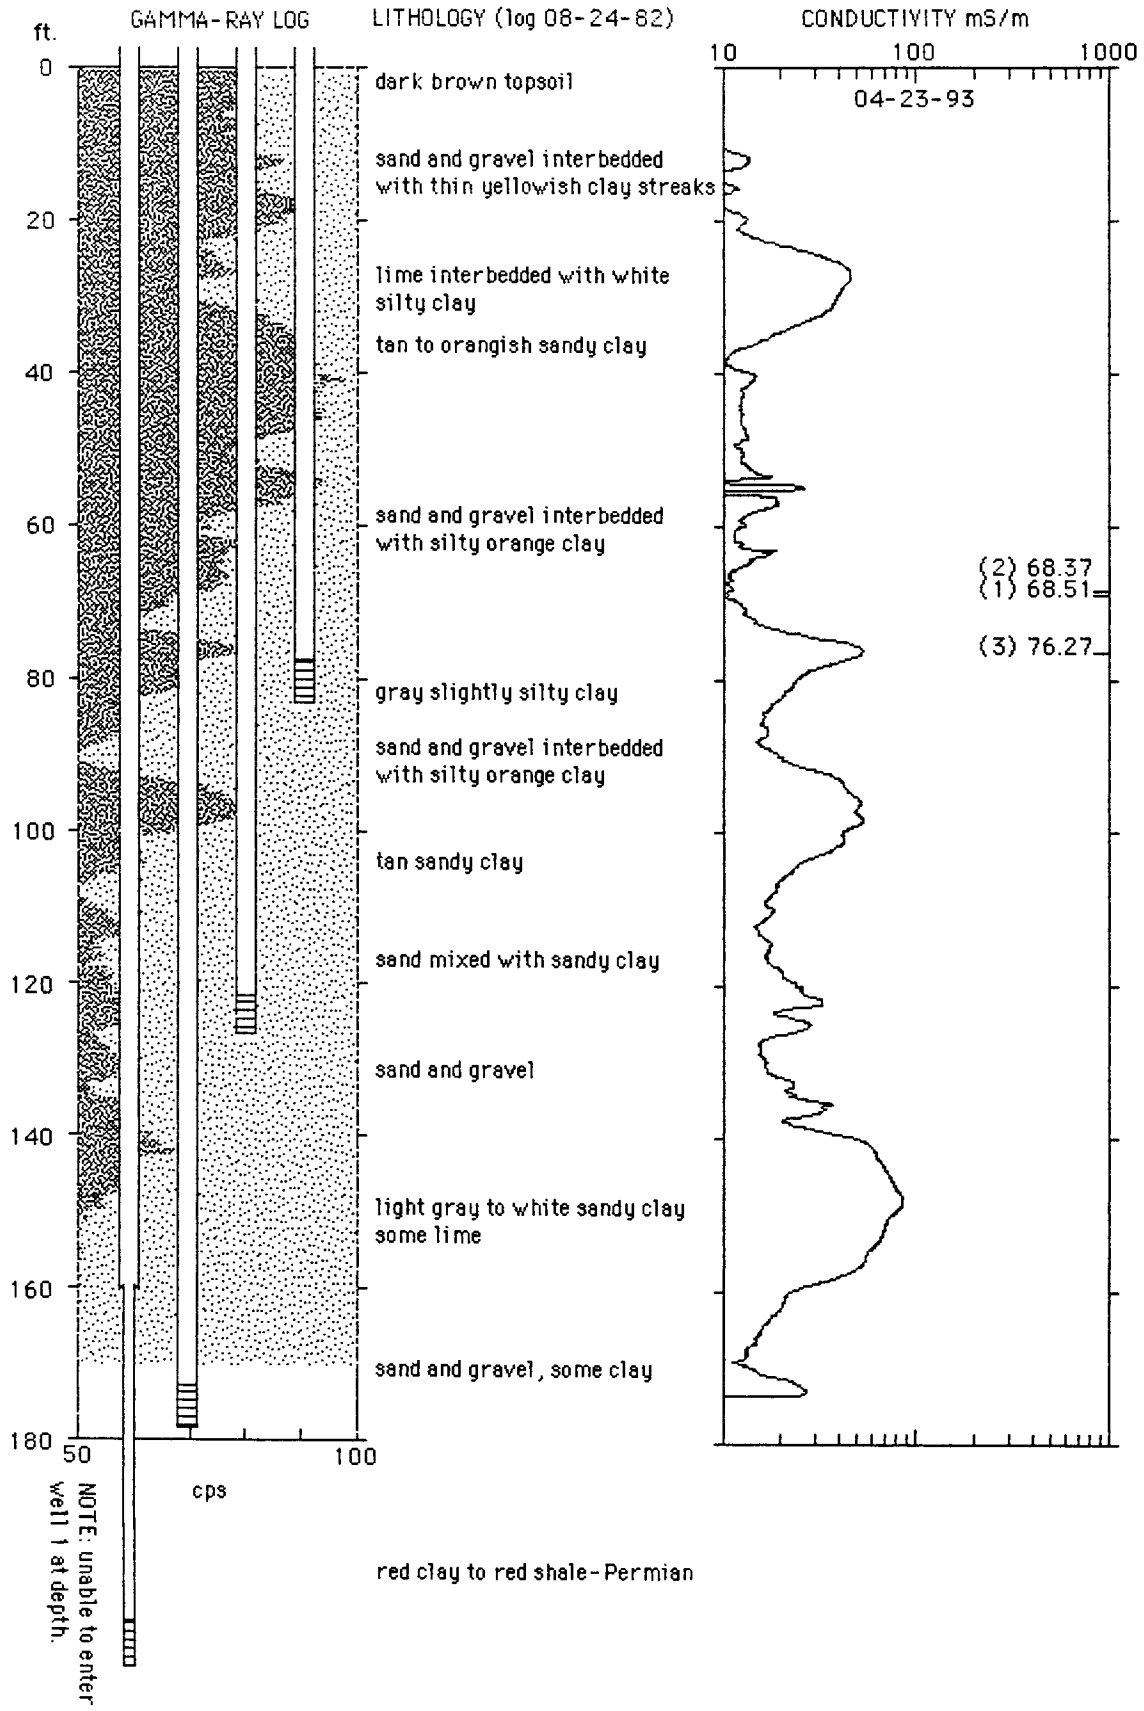 GAMMA-RAY LOG
LITHOLOGY (log 08-24-82)
CONDUCTIVITY mS/m
ft.
10 100 1000
04-23-93
0
20
40
60
80
100
120
140
160
180
dark brown topsoil
sand and gravel interbedded
with thin yellowish clay streaks
lime interbedded with white
silty clay
tan to orangish sandy clay
sand and gravel interbedded
with silty orange clay
gray slightly silty clay
sand and gravel interbedded
with silty orange clay
tan sandy clay
sand mixed with sandy clay
sand and gravel
light gray to white sandy clay
some lime
sand and gravel, some clay
red clay to red shale-Permian
(2) 68.37
(1) 68.51
(3) 76.27
50 100
cps
NOTE: unable to enter
well 1 at depth.